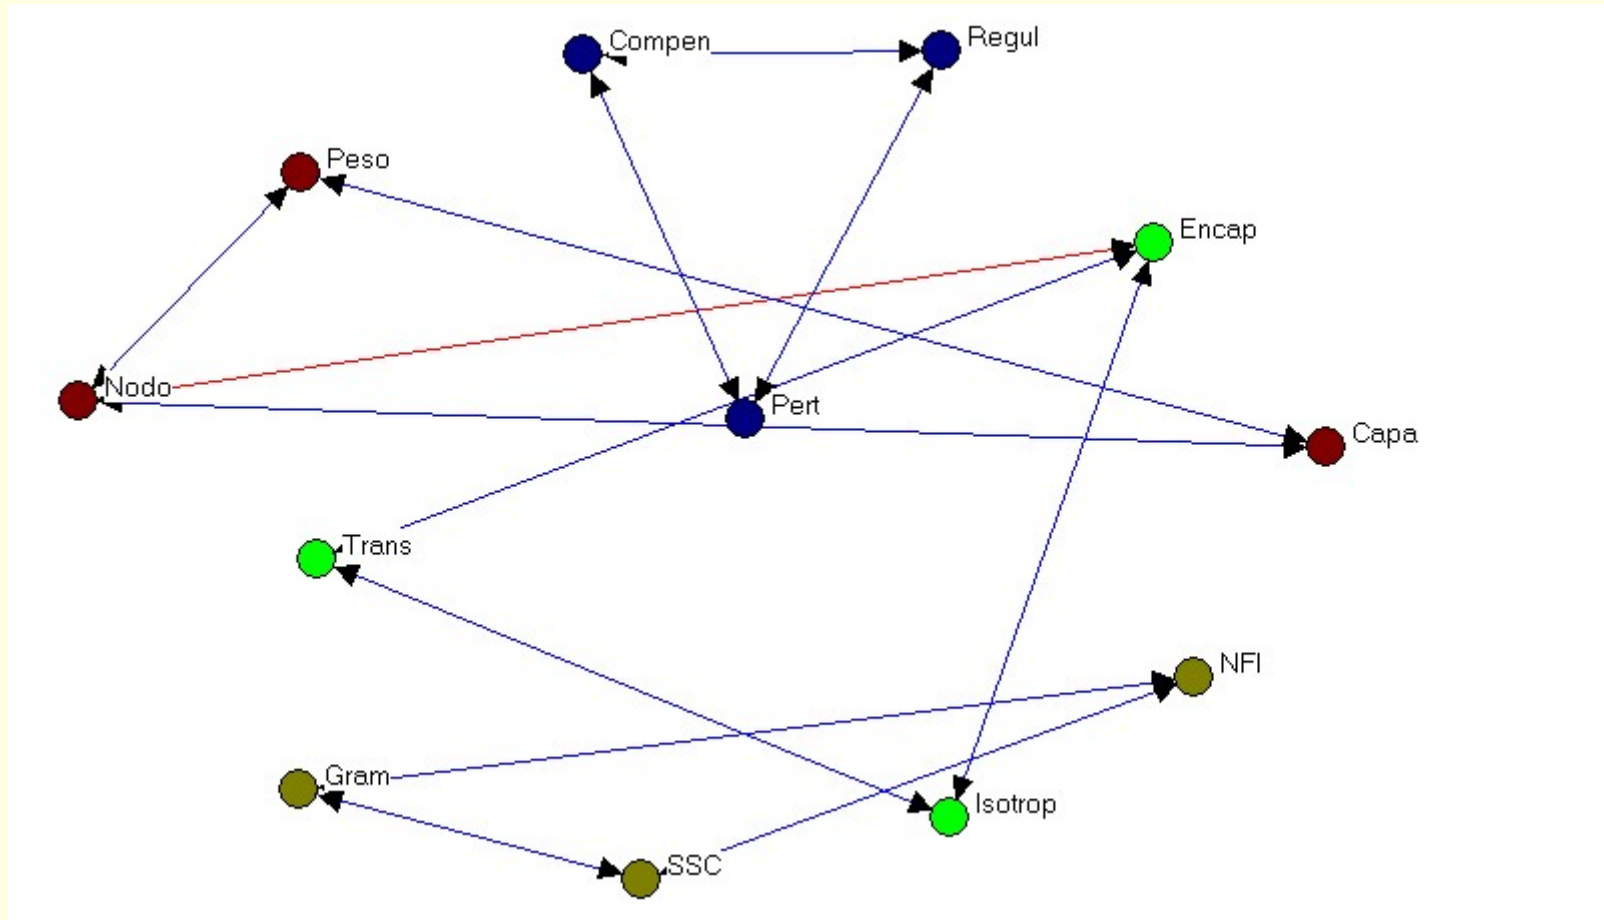 Compen
Regul
Peso
Encap
Nodo
Pert
Capa
Trans
NFI
Gram
Isotrop
SSC